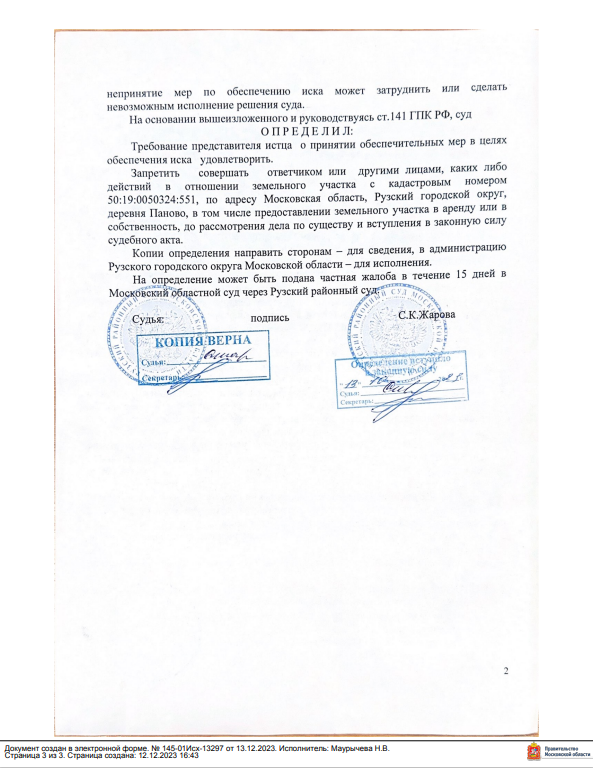 непринятие мер по обеспечению иска может затруднить или сделать
невозможным исполнение решения суда.
На основании вышеизложенного и руководствуясь ст.141 ГПК РФ, суд
О П Р Е Д Е Л И Л:
Требование представителя истца о принятии обеспечительных мер в целях
обеспечения иска удовлетворить.
Запретить совершать ответчиком или другими лицами, каких либо
действий в отношении земельного участка с кадастровым номером
50:19:0050324:551, по адресу Московская область, Рузский городской округ,
деревня Паново, в том числе предоставлении земельного участка в аренду или в
собственность, до рассмотрения дела по существу и вступления в законную силу
судебного акта.
Копии определения направить сторонам – для сведения, в администрацию
Рузского городского округа Московской области – для исполнения.
На определение может быть подана частная жалоба в течение 15 дней в
Московский областной суд через Рузский районный суд.
Судья: подпись С.К.Жарова
КОПИЯ ВЕРНА
Судья:
Секретарь:
Определение вступило
в законную силу
Судья:
Секретарь:
2
Документ создан в электронной форме. № 145-01Исх-13297 от 13.12.2023. Исполнитель: Маурычева Н.В.
Страница 3 из 3. Страница создана: 12.12.2023 16:43
Правительство
Московской области